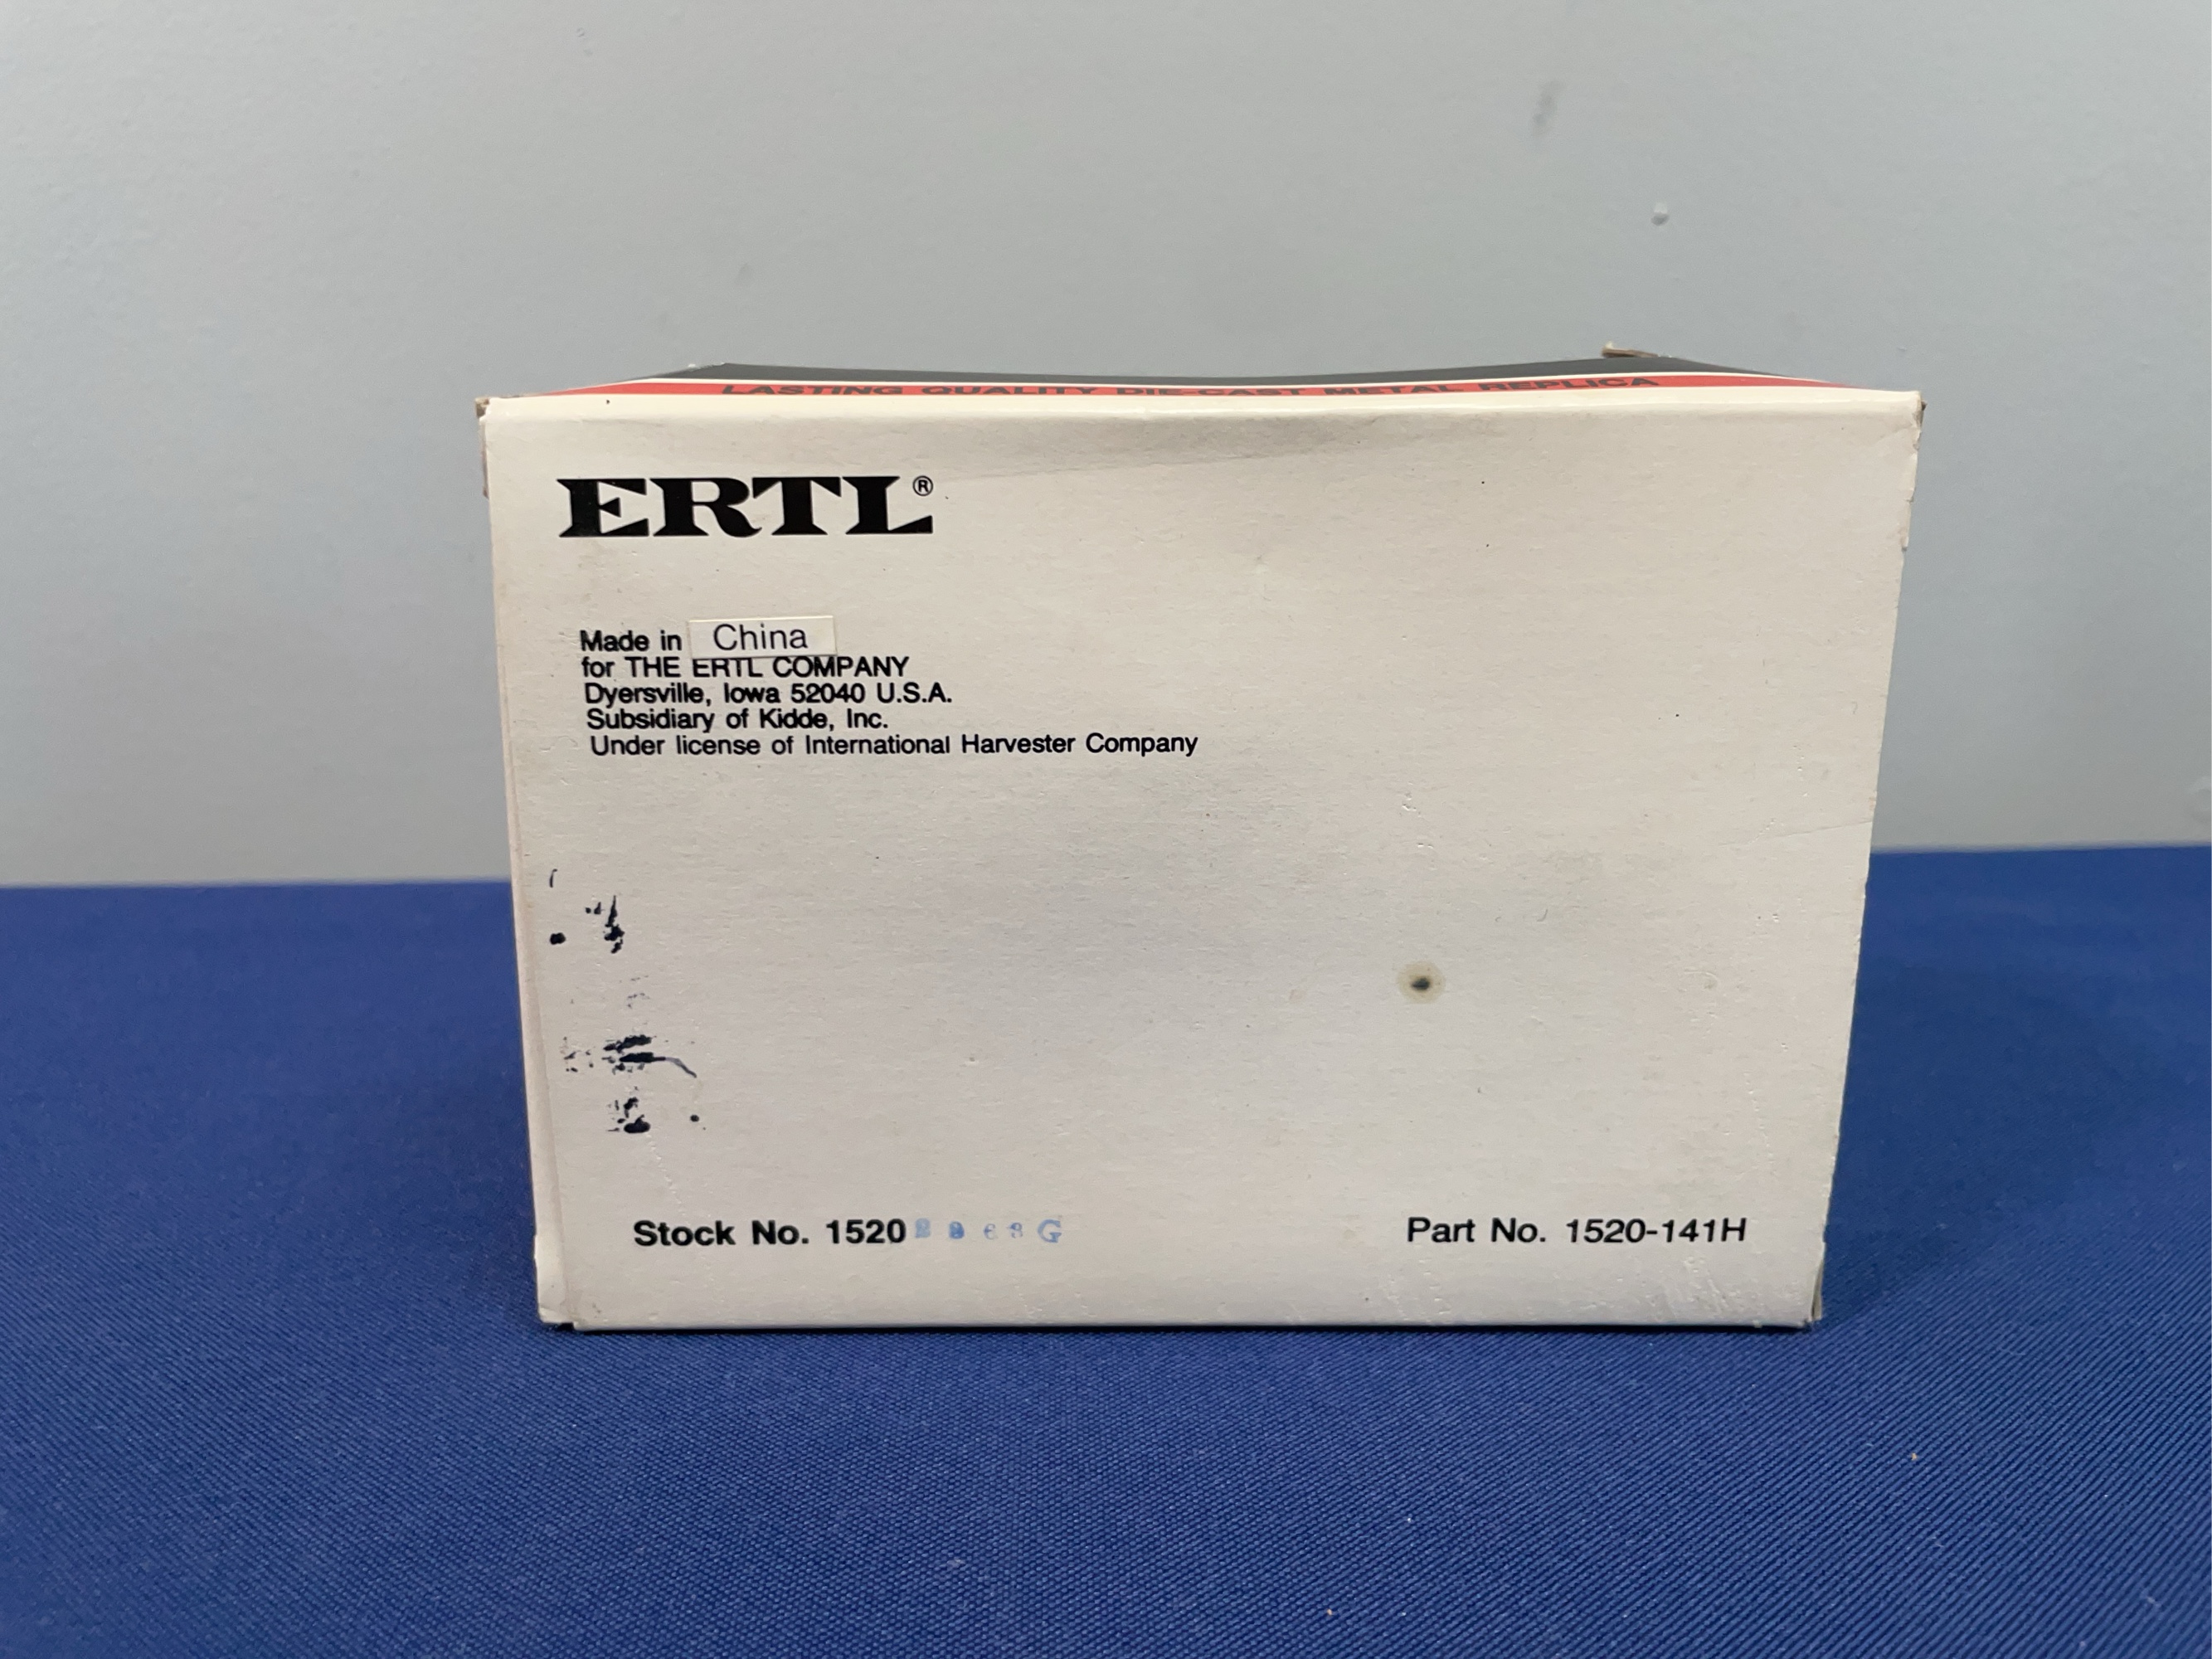 LASTING QUALITY DIE-CAST METAL REPLICA
ERTL®
Made in China
for THE ERTL COMPANY
Dyersville, Iowa 52040 U.S.A.
Subsidiary of Kidde, Inc.
Under license of International Harvester Company
Stock No. 1520
Part No. 1520-141H